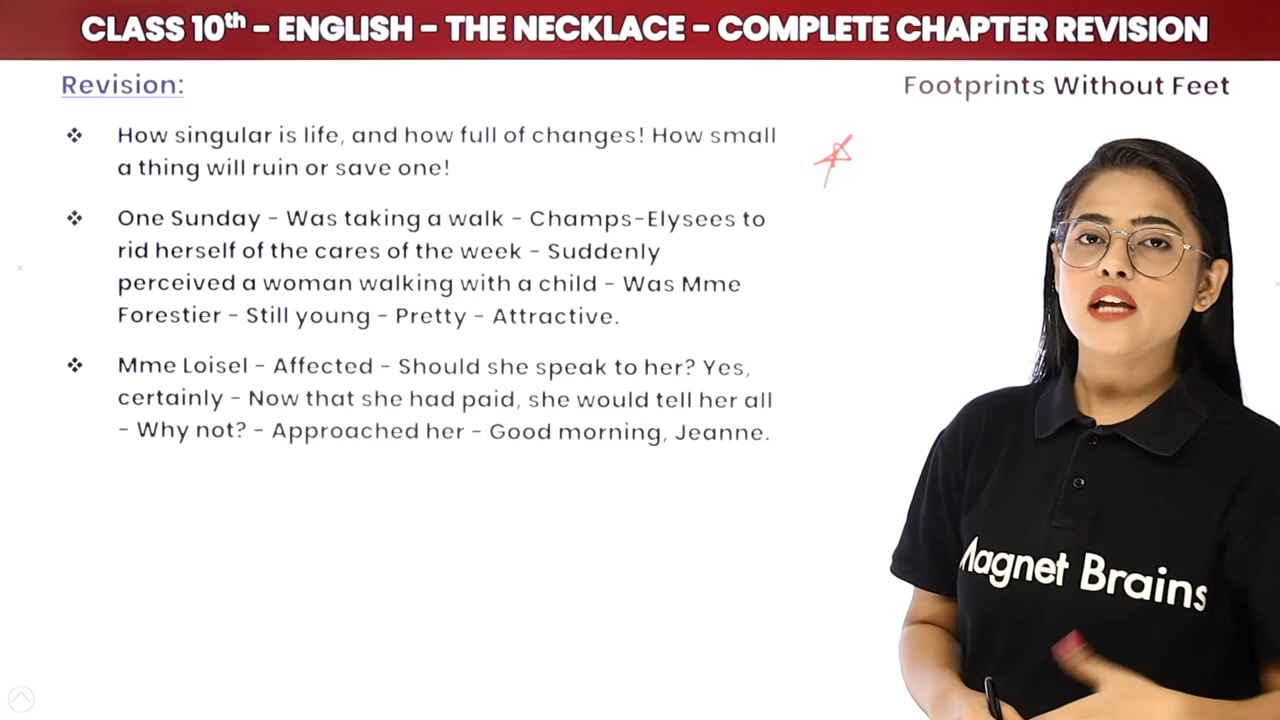 CLASS 10th - ENGLISH - THE NECKLACE - COMPLETE CHAPTER REVISION
Revision:
Footprints Without Feet
❖ How singular is life, and how full of changes! How small
a thing will ruin or save one!
❖ One Sunday - Was taking a walk - Champs-Elysees to
rid herself of the cares of the week - Suddenly
perceived a woman walking with a child - Was Mme
Forestier - Still young - Pretty - Attractive.
❖ Mme Loisel - Affected - Should she speak to her? Yes,
certainly - Now that she had paid, she would tell her all
- Why not? - Approached her - Good morning, Jeanne.
Magnet Brains